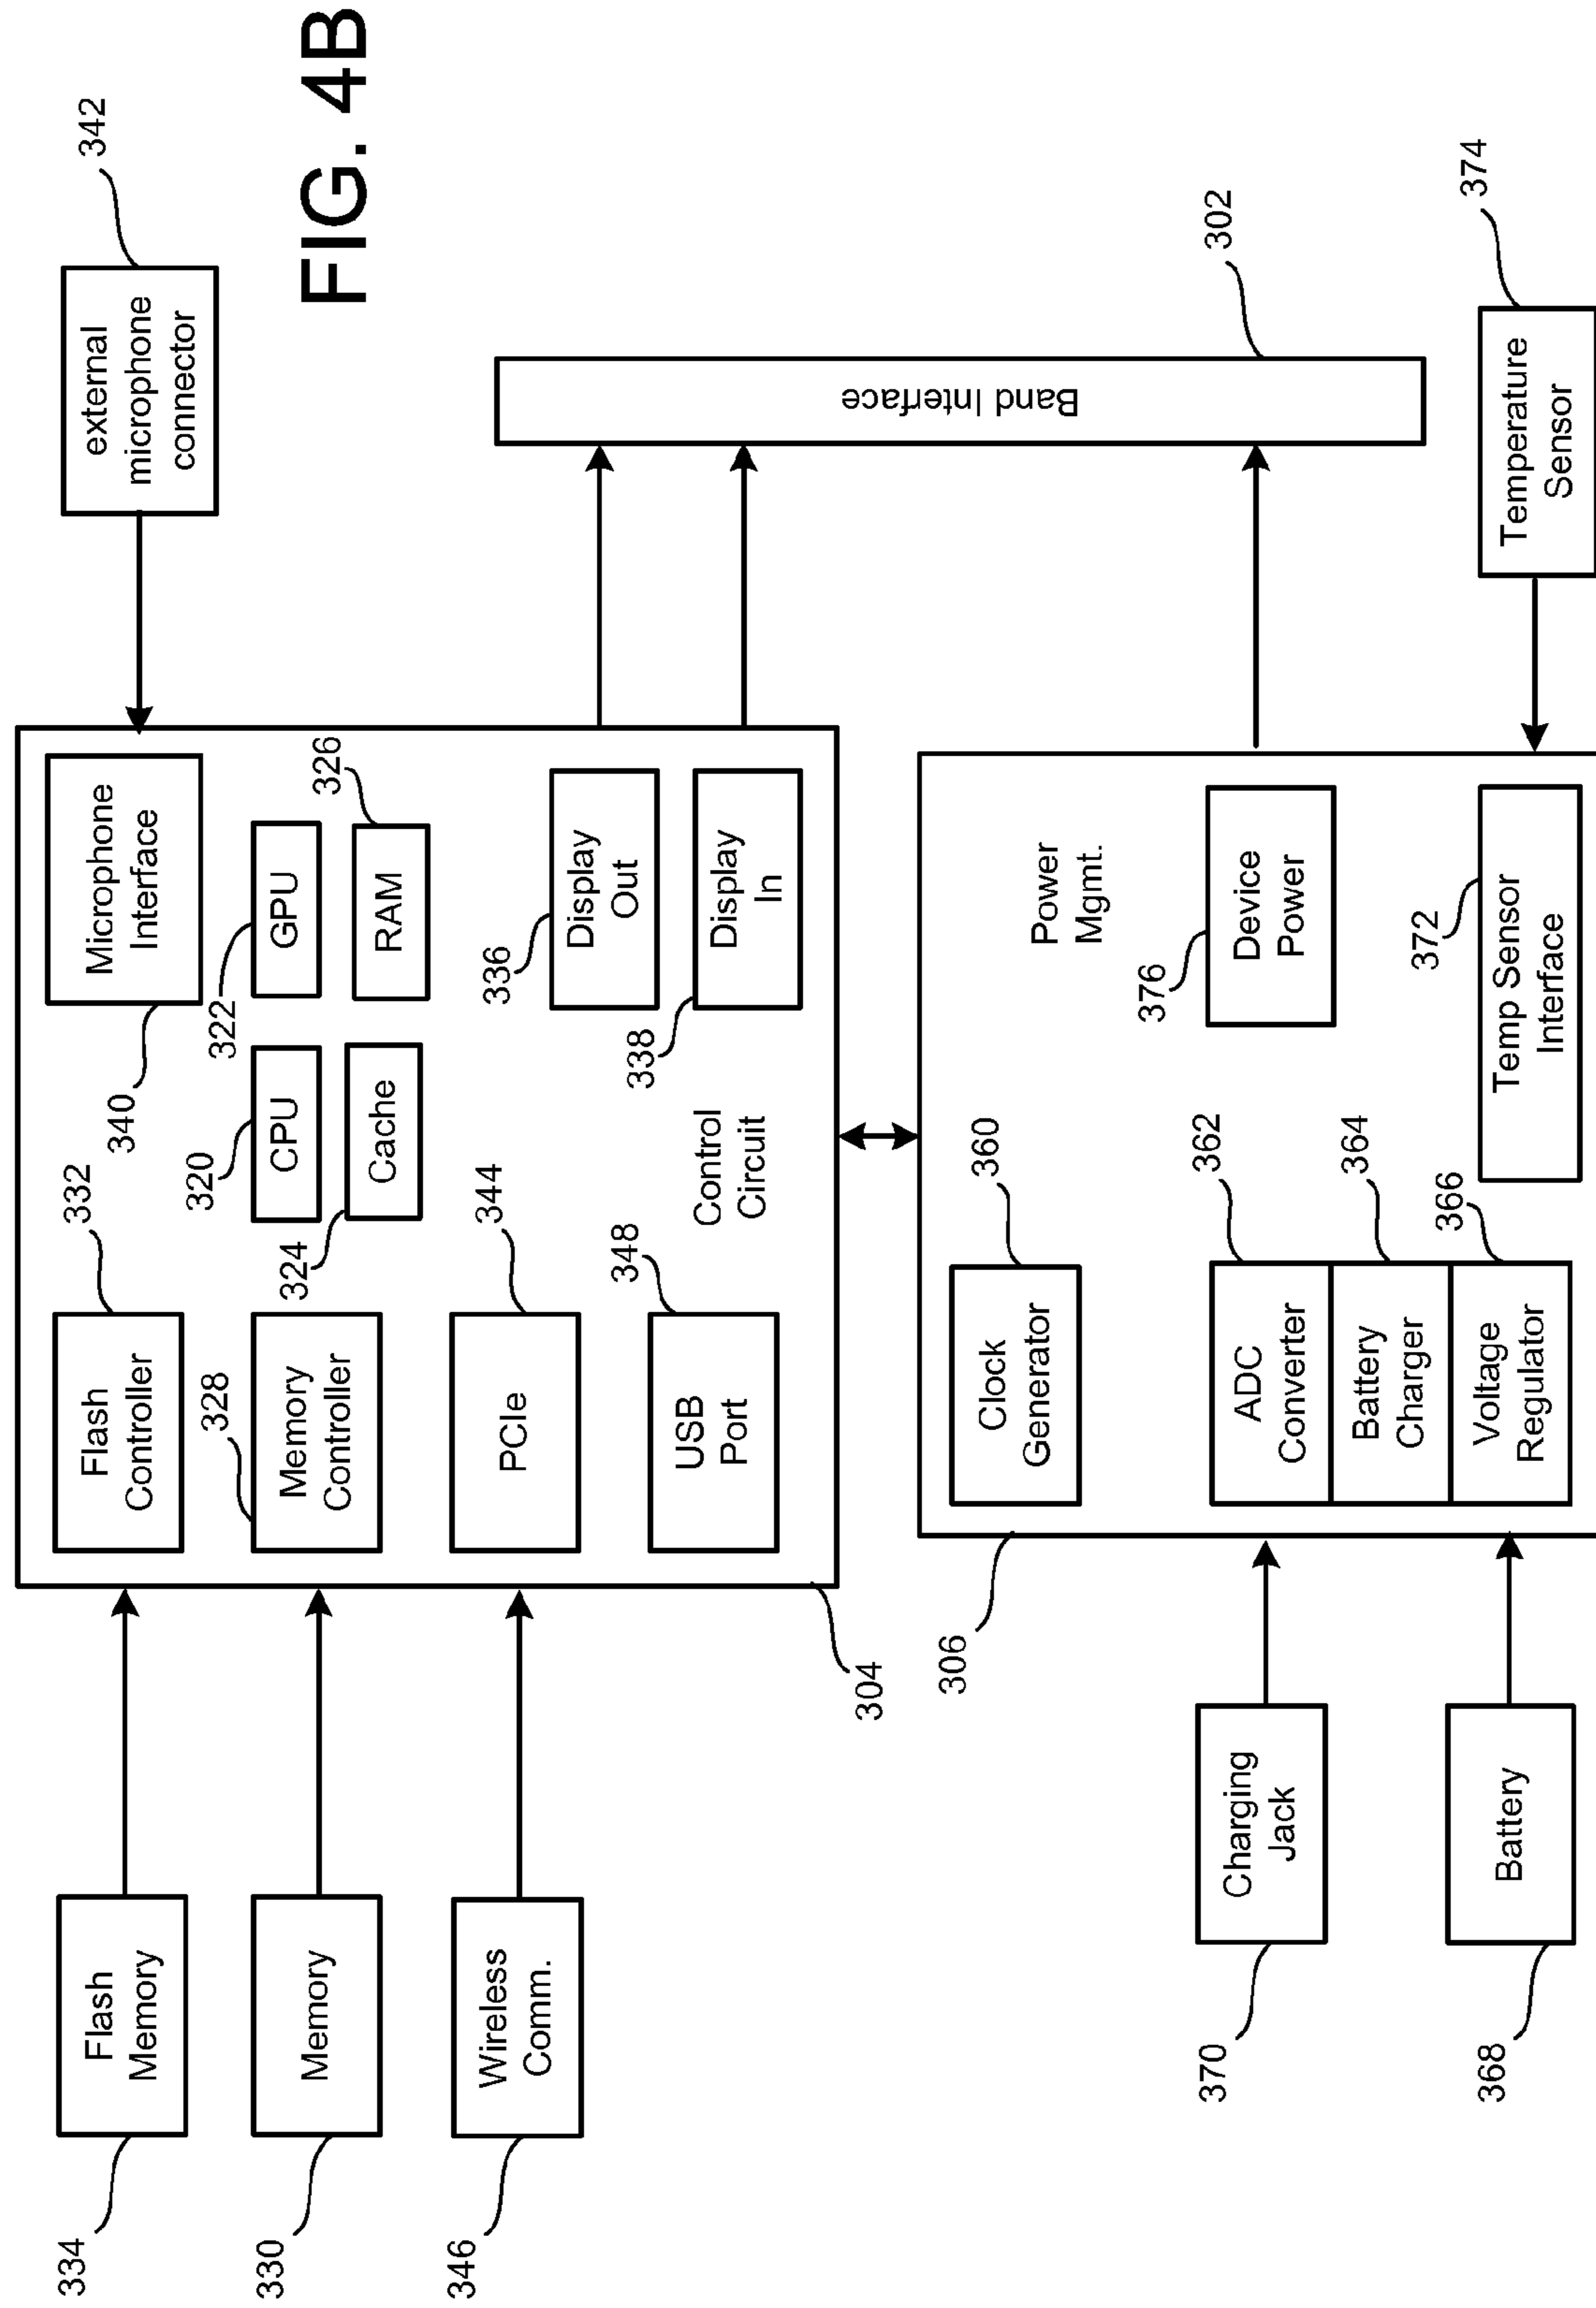 334
Flash
Memory
330
Memory
346
Wireless
Comm.
332
Flash
Controller
328
Memory
Controller
344
PCIe
348
USB
Port
340
Microphone
Interface
320
CPU
322
GPU
324
Cache
326
RAM
336
Display
Out
338
Display
In
Control
Circuit
304
external
microphone
connector
342
FIG. 4B
Band Interface
302
306
Clock
Generator
360
Power
Mgmt.
370
Charging
Jack
368
Battery
ADC
Converter
362
Battery
Charger
364
Voltage
Regulator
366
376
Device
Power
372
Temp Sensor
Interface
Temperature
Sensor
374